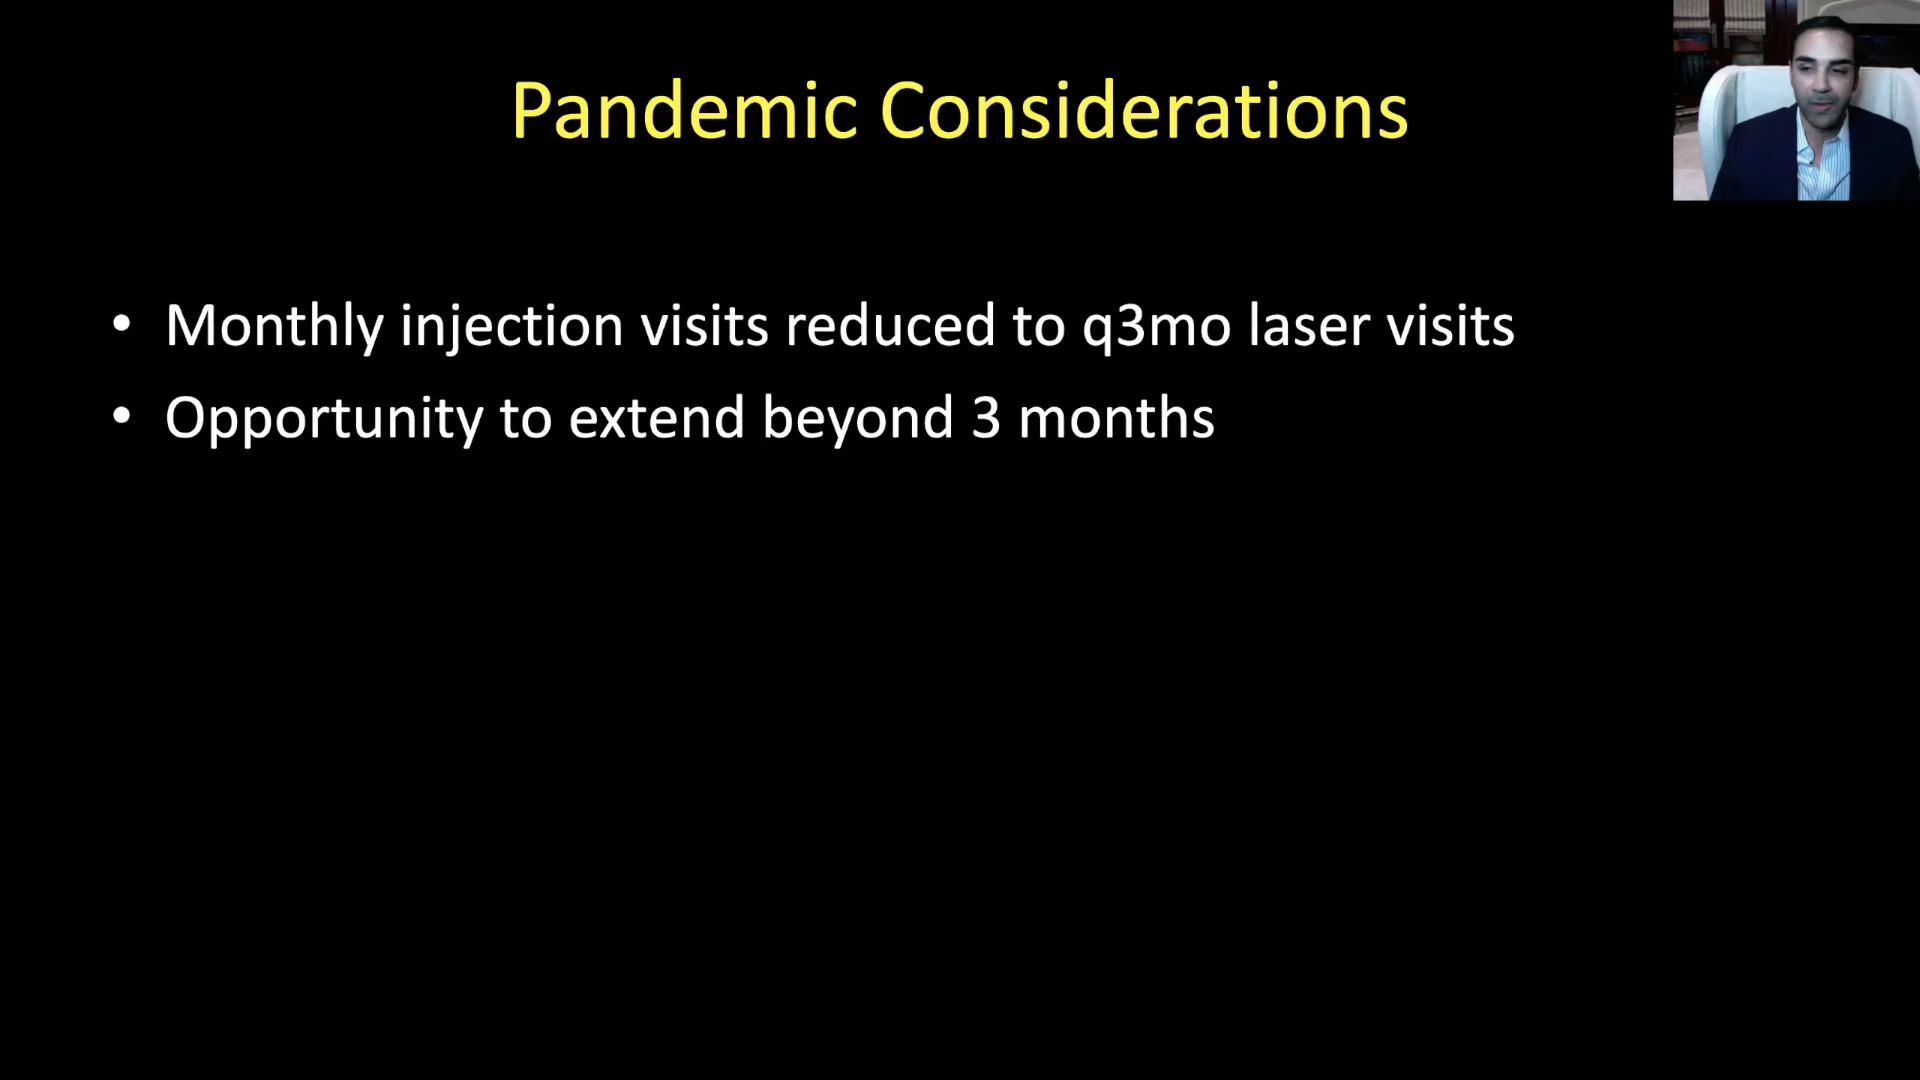 Pandemic Considerations
• Monthly injection visits reduced to q3mo laser visits
• Opportunity to extend beyond 3 months